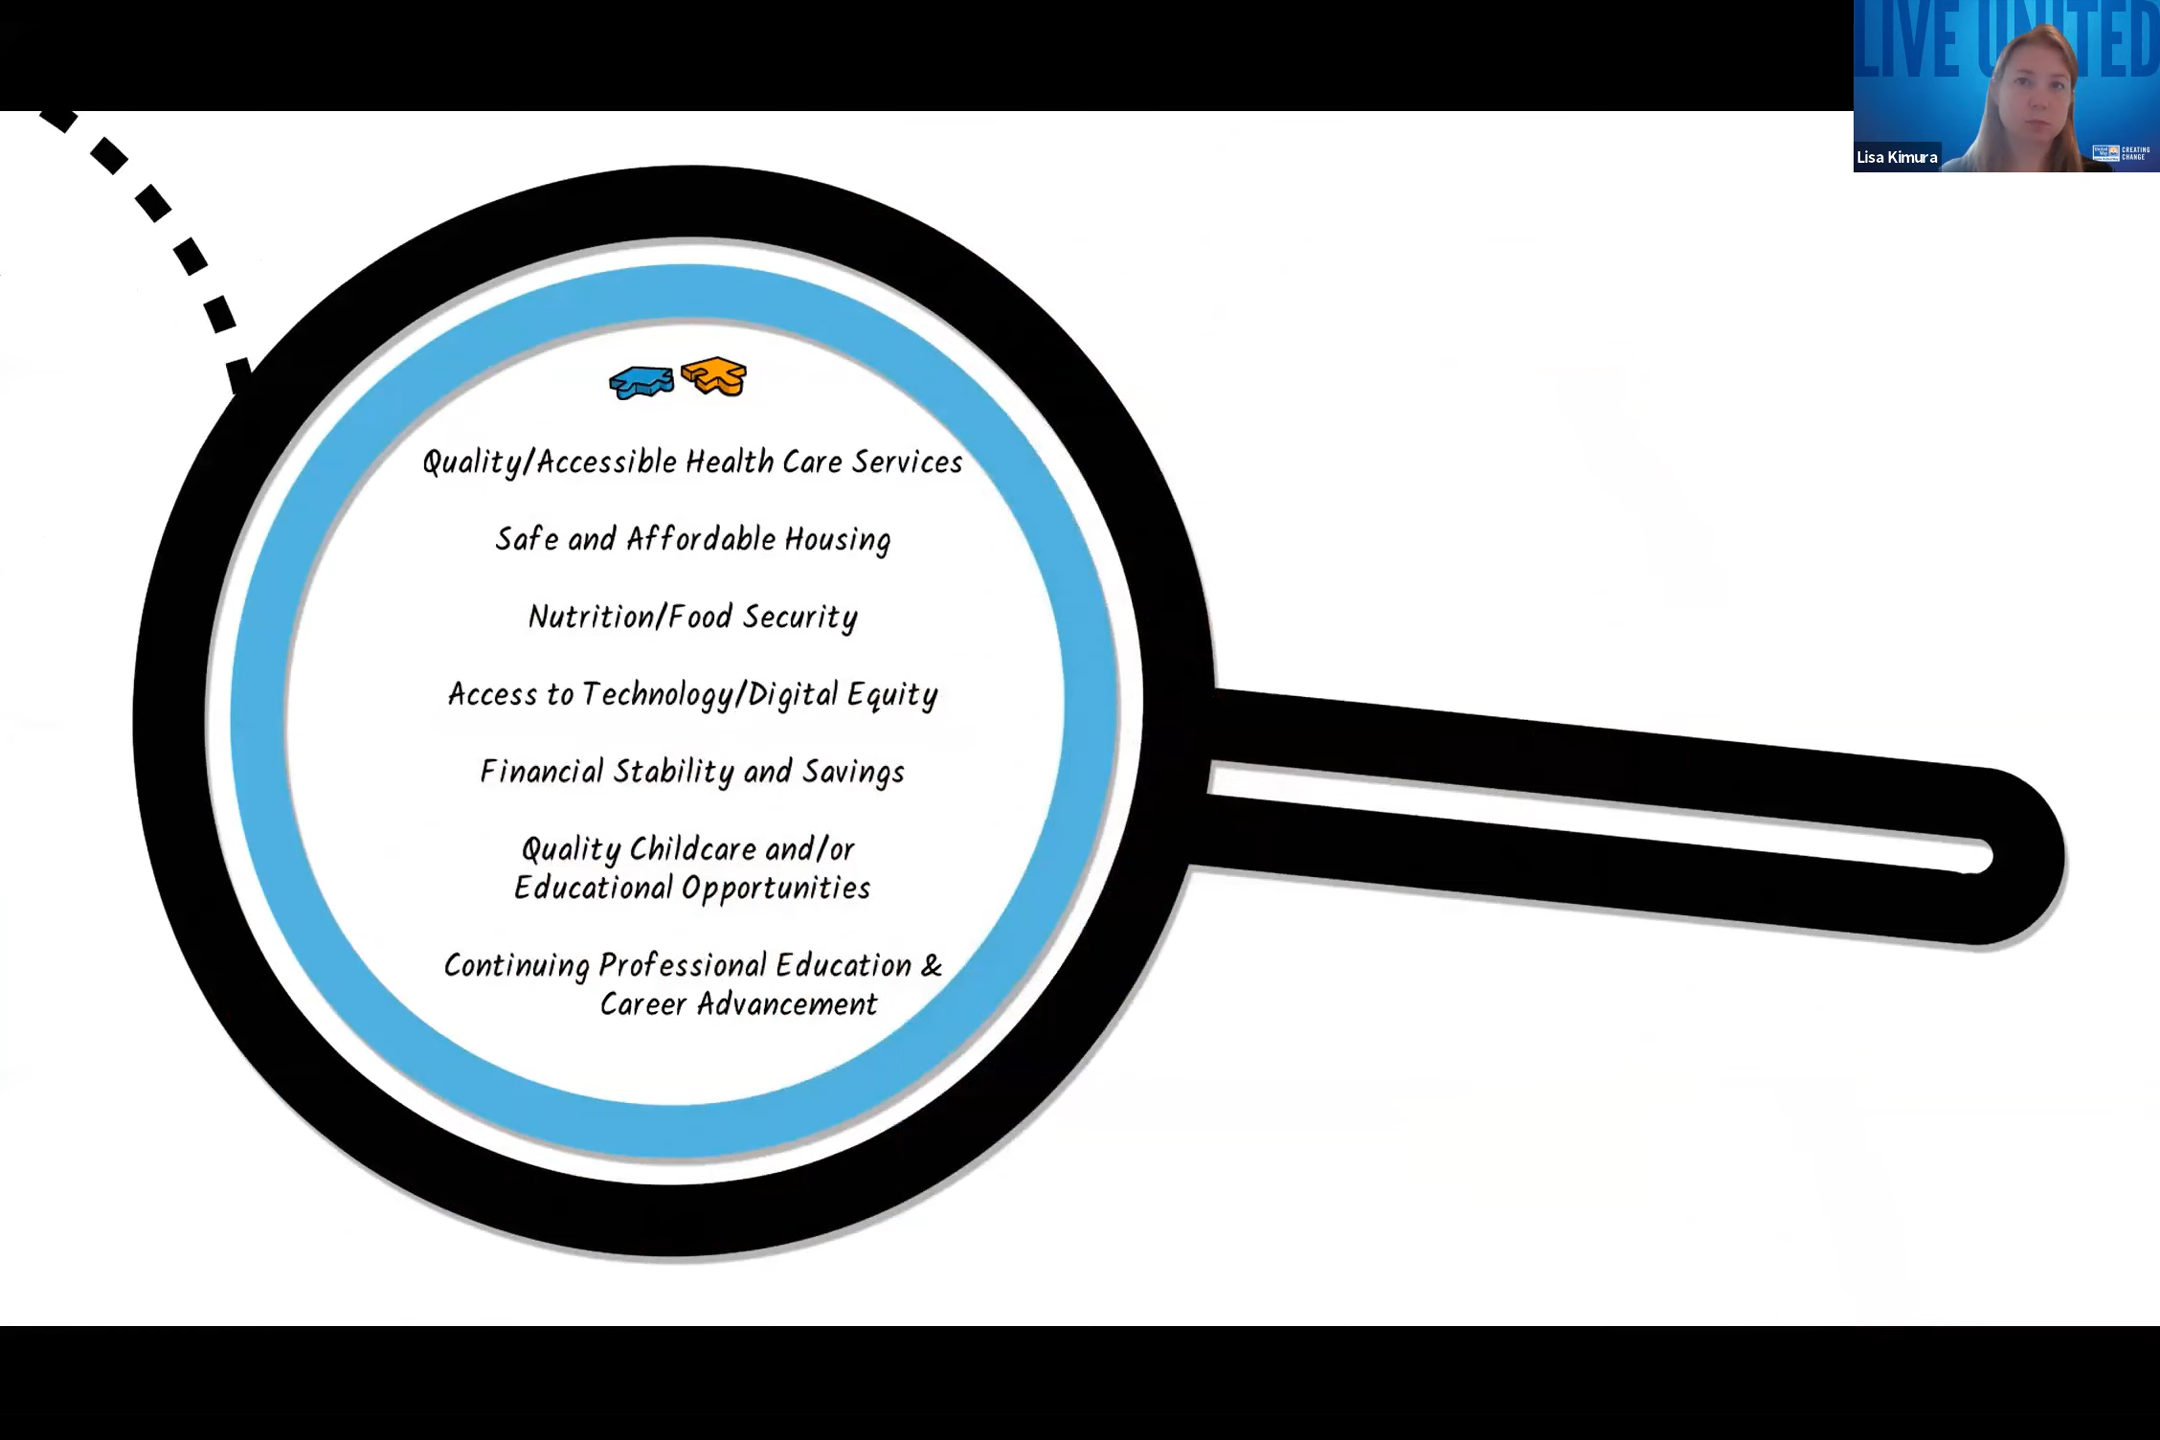 LIVE UNITED
Lisa Kimura
CREATING
CHANGE
Quality/Accessible Health Care Services
Safe and Affordable Housing
Nutrition/Food Security
Access to Technology/Digital Equity
Financial Stability and Savings
Quality Childcare and/or
Educational Opportunities
Continuing Professional Education &
Career Advancement